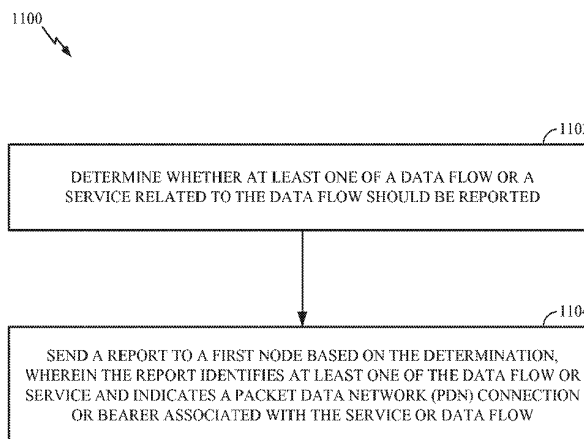 1100
1102
DETERMINE WHETHER AT LEAST ONE OF A DATA FLOW OR A
SERVICE RELATED TO THE DATA FLOW SHOULD BE REPORTED
1104
SEND A REPORT TO A FIRST NODE BASED ON THE DETERMINATION,
WHEREIN THE REPORT IDENTIFIES AT LEAST ONE OF THE DATA FLOW OR
SERVICE AND INDICATES A PACKET DATA NETWORK (PDN) CONNECTION
OR BEARER ASSOCIATED WITH THE SERVICE OR DATA FLOW